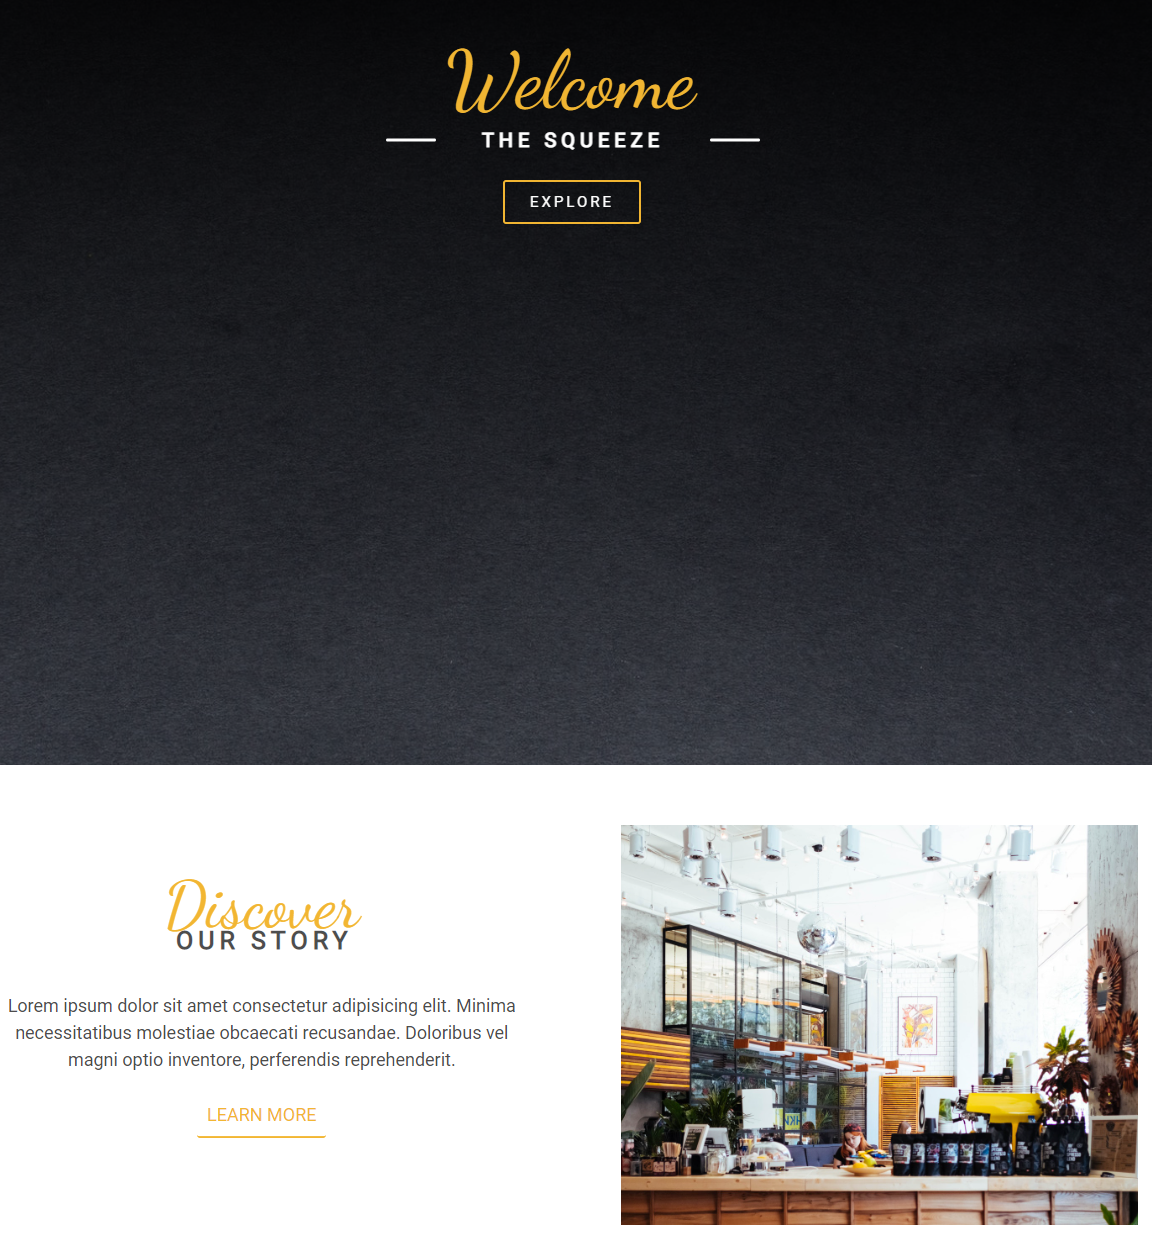 Welcome
THE SQUEEZE
EXPLORE
Discover
OUR STORY
Lorem ipsum dolor sit amet consectetur adipisicing elit. Minima
necessitatibus molestiae obcaecati recusandae. Doloribus vel
magni optio inventore, perferendis reprehenderit.
LEARN MORE